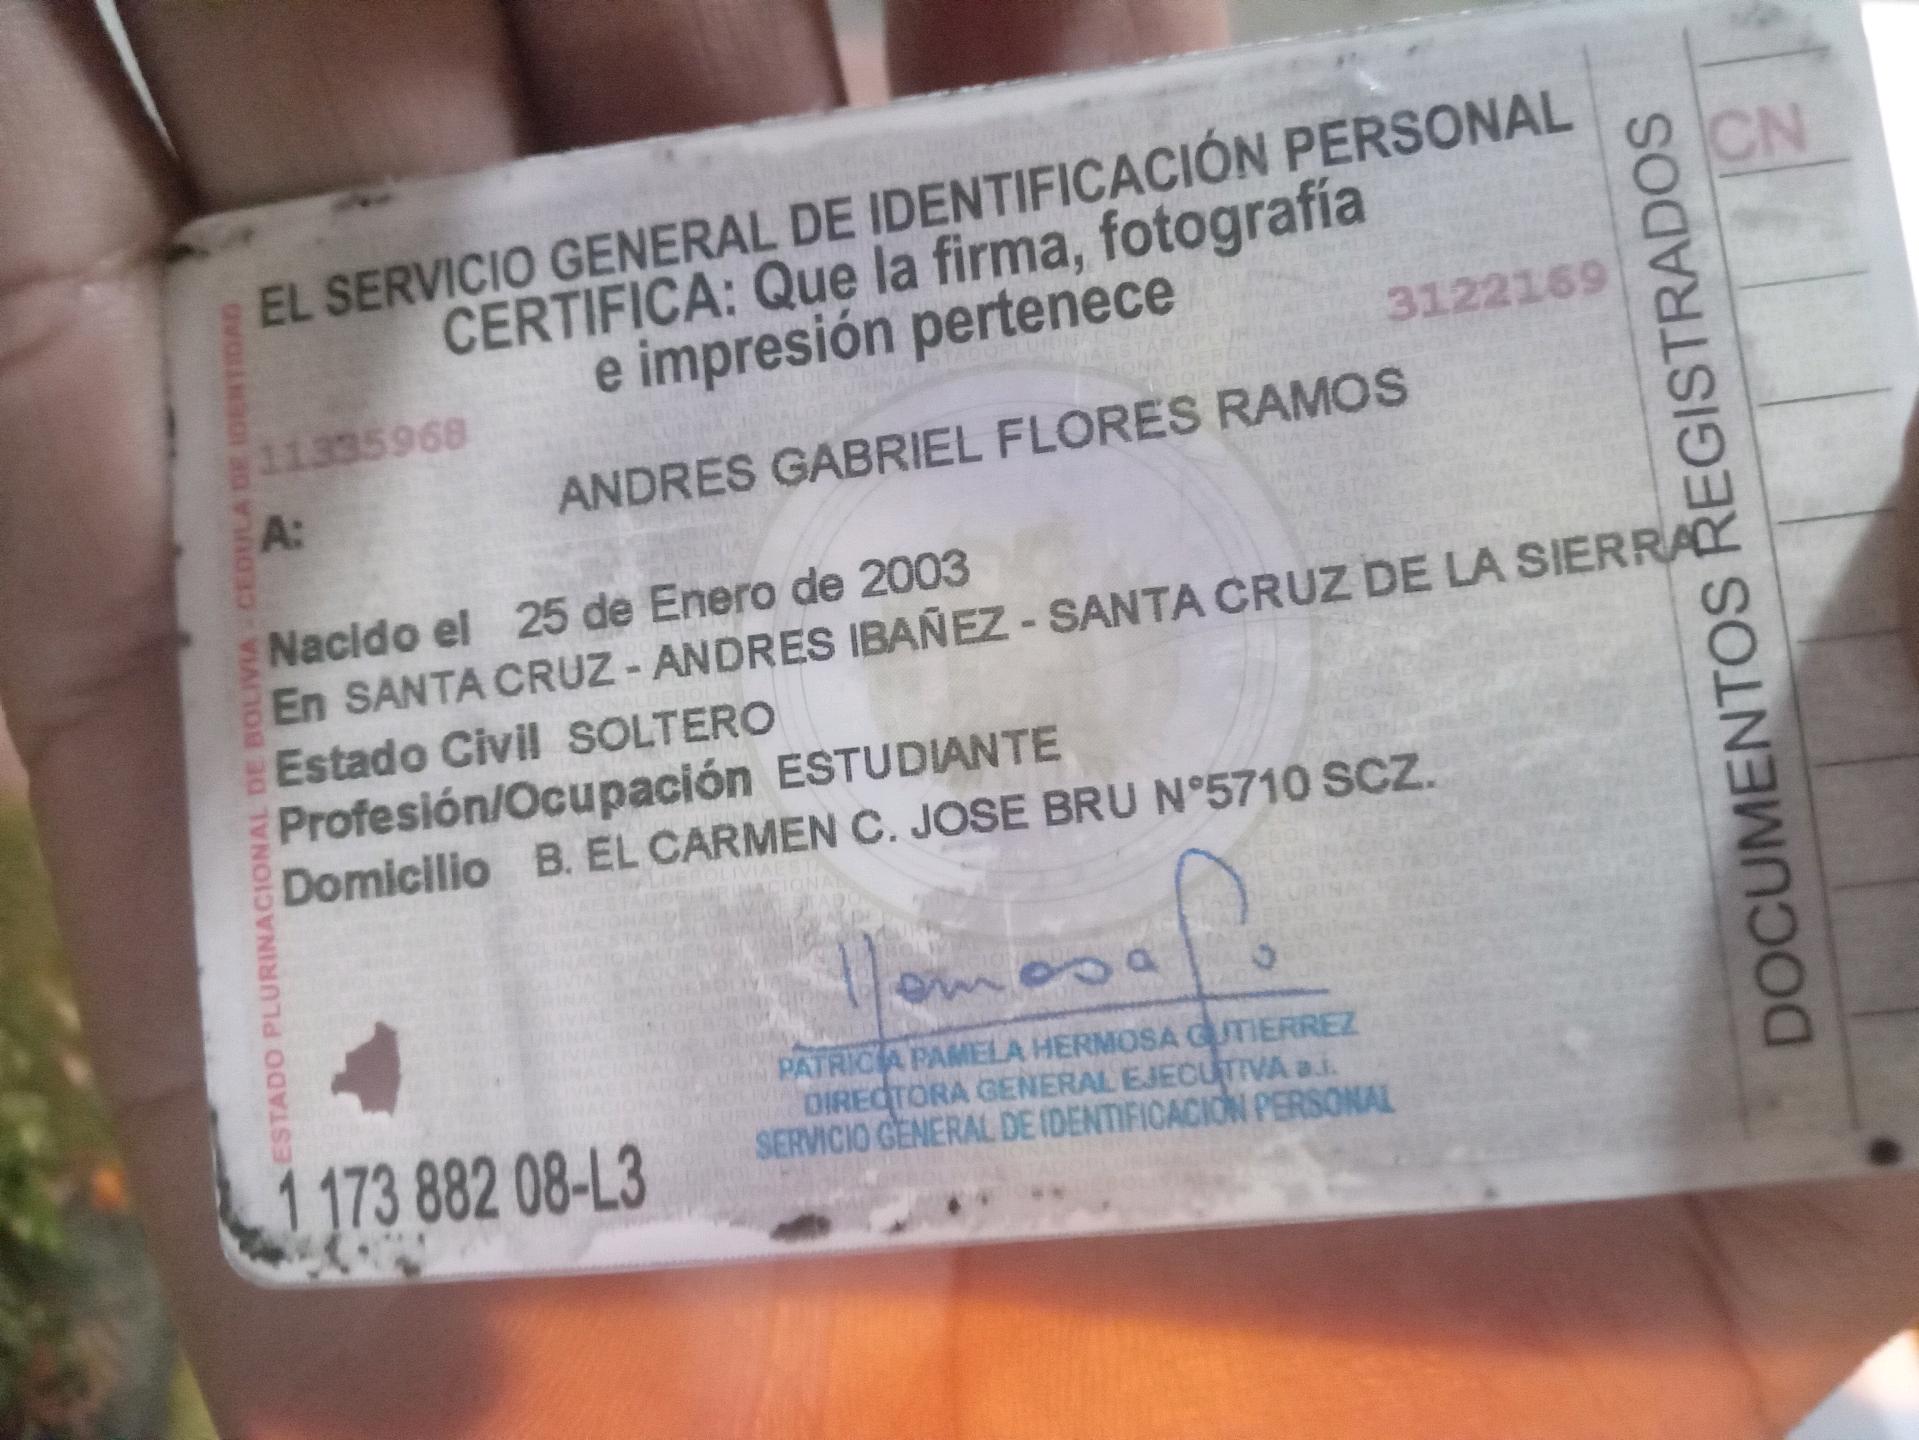 EL SERVICIO GENERAL DE IDENTIFICACIÓN PERSONAL
CERTIFICA: Que la firma, fotografía
e impresión pertenece
3122169
11335968
A: ANDRES GABRIEL FLORES RAMOS
Nacido el 25 de Enero de 2003
En SANTA CRUZ - ANDRES IBAÑEZ - SANTA CRUZ DE LA SIERRA
Estado Civil SOLTERO
Profesión/Ocupación ESTUDIANTE
Domicilio B. EL CARMEN C. JOSE BRU N°5710 SCZ.
PATRICIA PAMELA HERMOSA GUTIERREZ
DIRECTORA GENERAL EJECUTIVA a.i.
SERVICIO GENERAL DE IDENTIFICACION PERSONAL
1 173 882 08-L3
ESTADO PLURINACIONAL DE BOLIVIA - CEDULA DE IDENTIDAD
DOCUMENTOS REGISTRADOS
CN